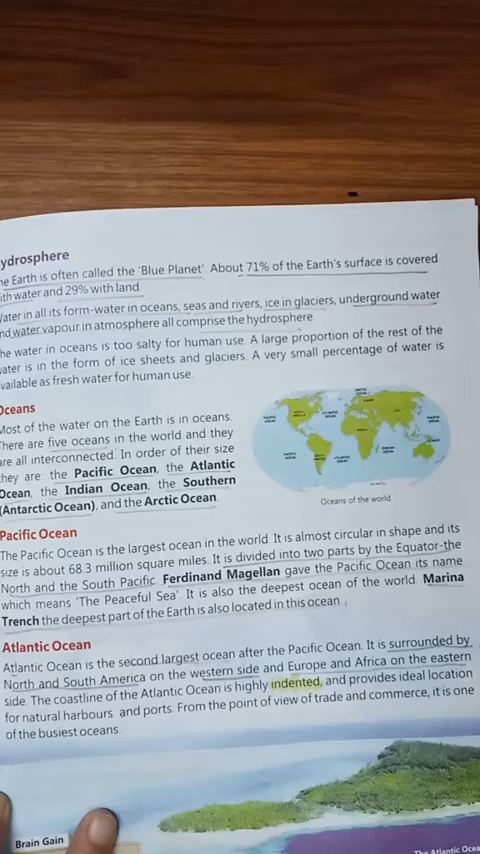 ydrosphere
he Earth is often called the 'Blue Planet'. About 71% of the Earth's surface is covered
ith water and 29% with land.
Water in all its form-water in oceans, seas and rivers, ice in glaciers, underground water
nd water vapour in atmosphere all comprise the hydrosphere.
he water in oceans is too salty for human use. A large proportion of the rest of the
ater is in the form of ice sheets and glaciers. A very small percentage of water is
vailable as fresh water for human use.
Oceans
Most of the water on the Earth is in oceans.
There are five oceans in the world and they
are all interconnected. In order of their size
they are: the Pacific Ocean, the Atlantic
Ocean, the Indian Ocean, the Southern
(Antarctic Ocean), and the Arctic Ocean.
Oceans of the world
Pacific Ocean
The Pacific Ocean is the largest ocean in the world. It is almost circular in shape and its
size is about 68.3 million square miles. It is divided into two parts by the Equator-the
North and the South Pacific. Ferdinand Magellan gave the Pacific Ocean its name
which means 'The Peaceful Sea'. It is also the deepest ocean of the world. Marina
Trench the deepest part of the Earth is also located in this ocean.
Atlantic Ocean
Atlantic Ocean is the second largest ocean after the Pacific Ocean. It is surrounded by
North and South America on the western side and Europe and Africa on the eastern
side. The coastline of the Atlantic Ocean is highly indented, and provides ideal location
for natural harbours and ports. From the point of view of trade and commerce, it is one
of the busiest oceans.
Brain Gain
The Atlantic Ocea